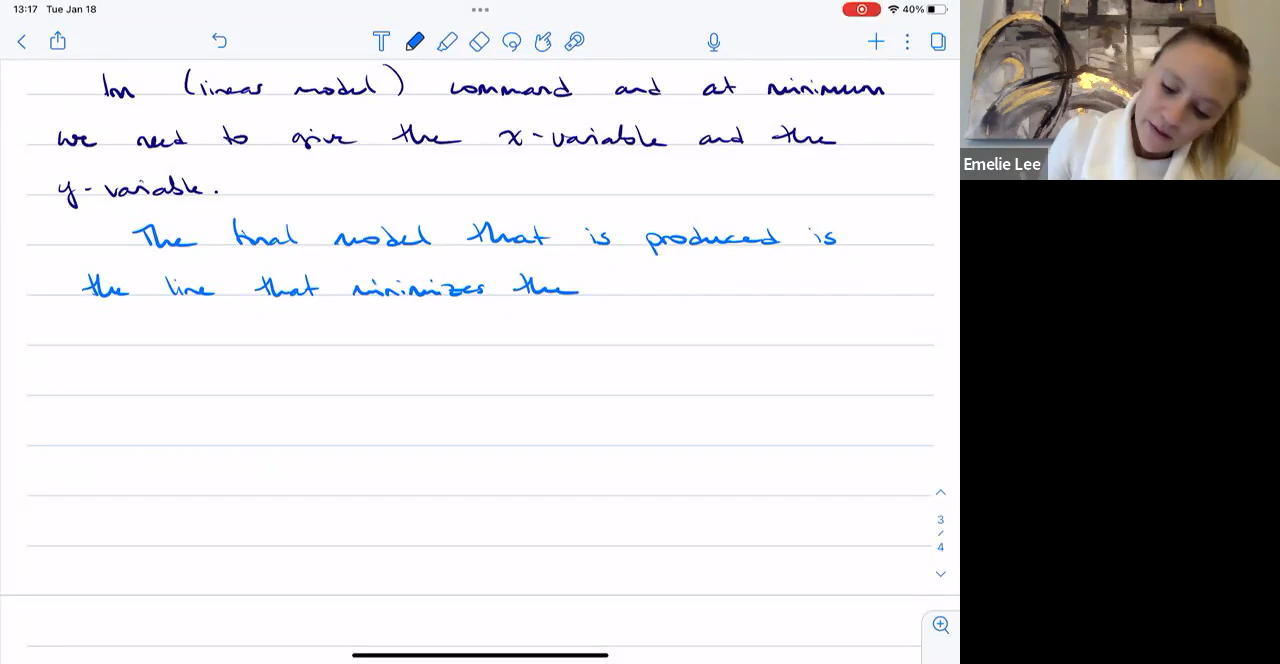 13:17 Tue Jan 18
40%
lm (linear model) command and at minimum
we need to give the x-variable and the
y-variable.
The final model that is produced is
the line that minimizes the
Emelie Lee
3
/
4